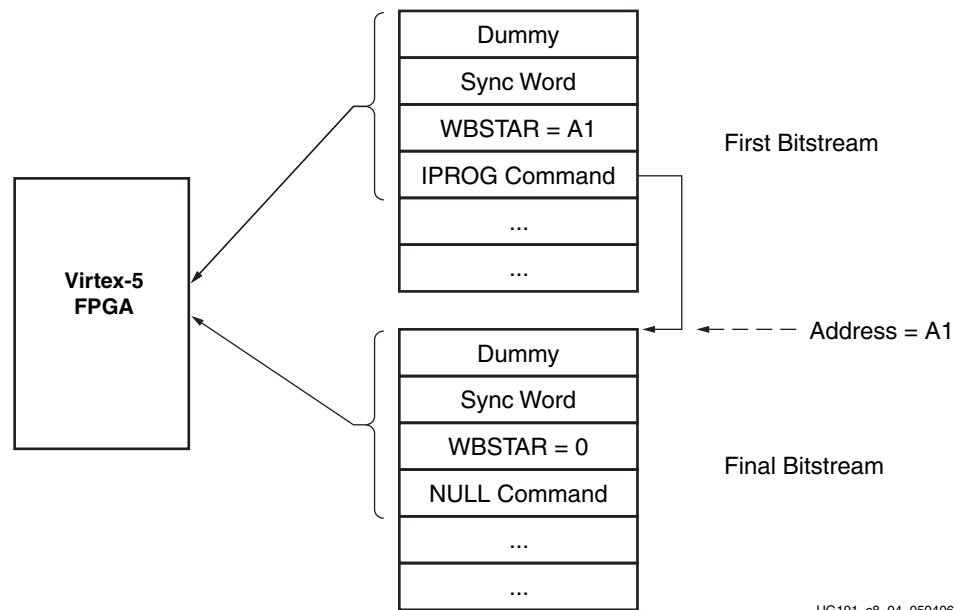 Dummy
Sync Word
WBSTAR = A1
IPROG Command
...
...
First Bitstream
Virtex-5
FPGA
Address = A1
Dummy
Sync Word
WBSTAR = 0
NULL Command
...
...
Final Bitstream
UG191_c8_04_050406